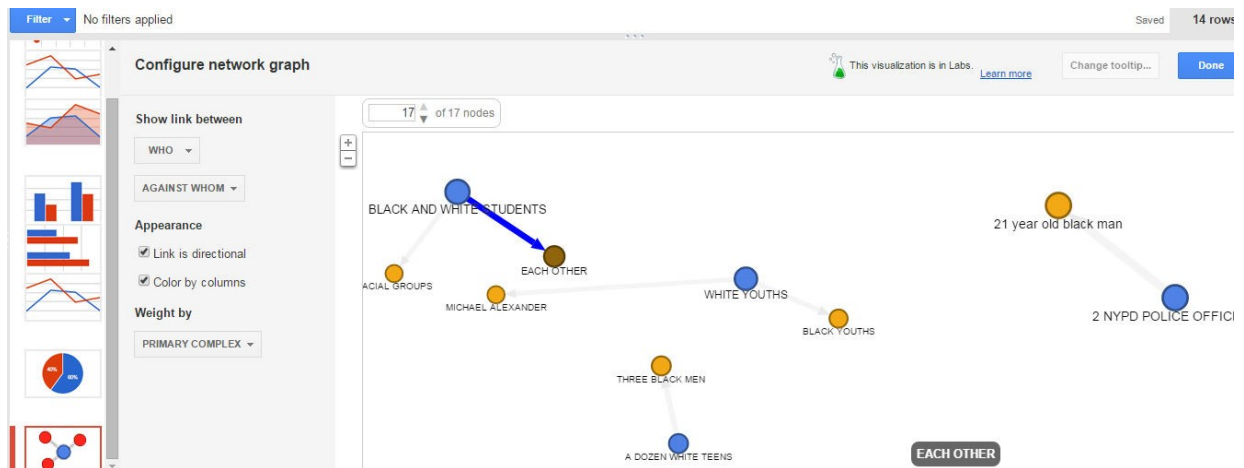 Filter
No filters applied
Saved
14 rows
Configure network graph
This visualization is in Labs.
Learn more
Change tooltip...
Done
17 of 17 nodes
Show link between
WHO
AGAINST WHOM
Appearance
Link is directional
Color by columns
Weight by
PRIMARY COMPLEX
40%
60%
BLACK AND WHITE STUDENTS
21 year old black man
EACH OTHER
ACIAL GROUPS
MICHAEL ALEXANDER
WHITE YOUTHS
BLACK YOUTHS
2 NYPD POLICE OFFIC
THREE BLACK MEN
A DOZEN WHITE TEENS
EACH OTHER